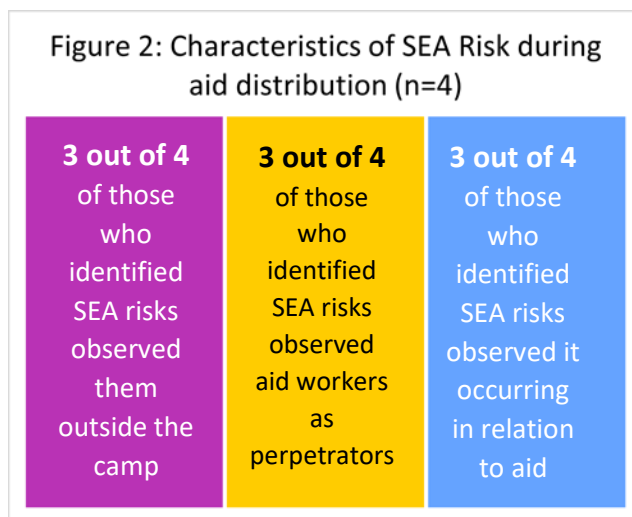 Figure 2: Characteristics of SEA Risk during
aid distribution (n=4)
3 out of 4
of those
who
identified
SEA risks
observed
them
outside the
camp
3 out of 4
of those
who
identified
SEA risks
observed
aid workers
as
perpetrators
3 out of 4
of those
who
identified
SEA risks
observed it
occurring
in relation
to aid